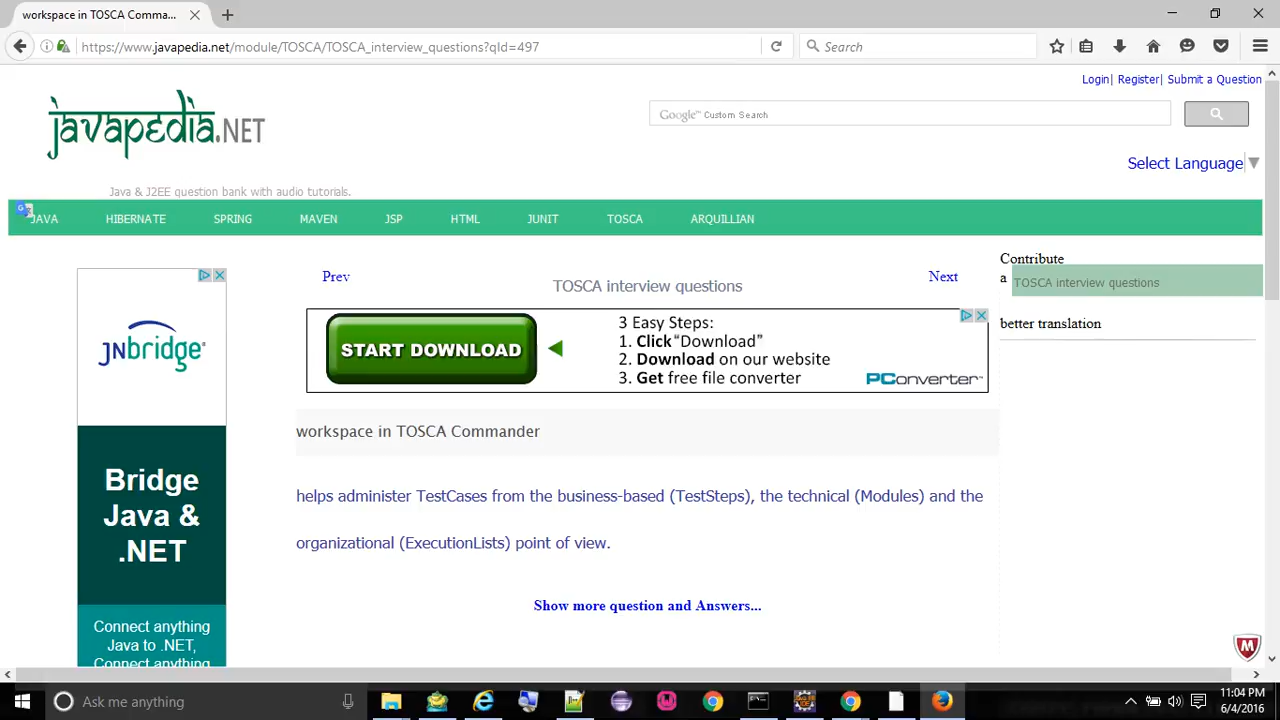 workspace in TOSCA Comma...
https://www.javapedia.net/module/TOSCA/TOSCA_interview_questions?qId=497
Search
Login| Register| Submit a Question
javapedia.NET
Google™ Custom Search
Select Language ▼
Java & J2EE question bank with audio tutorials.
JAVA HIBERNATE SPRING MAVEN JSP HTML JUNIT TOSCA ARQUILLIAN
Prev
TOSCA interview questions
Next
Contribute
a
TOSCA interview questions
better translation
START DOWNLOAD
3 Easy Steps:
1. Click “Download”
2. Download on our website
3. Get free file converter
PCONVERTER™
jnbridge
Bridge
Java &
.NET
Connect anything
Java to .NET,
Connect anything
workspace in TOSCA Commander
helps administer TestCases from the business-based (TestSteps), the technical (Modules) and the
organizational (ExecutionLists) point of view.
Show more question and Answers...
Ask me anything
11:04 PM
6/4/2016